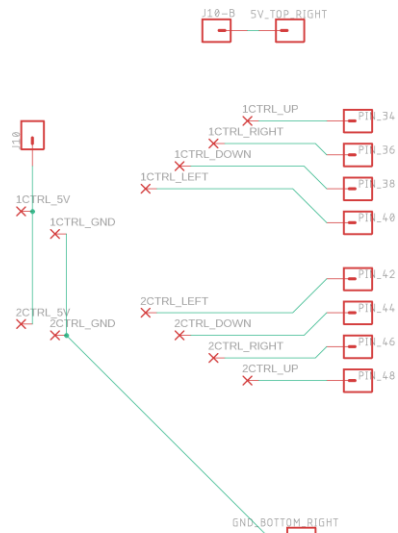 J10-B 5V_TOP_RIGHT
1CTRL_UP PIN_34
J10 1CTRL_RIGHT PIN_36
1CTRL_DOWN
1CTRL_LEFT PIN_38
1CTRL_5V
1CTRL_GND PIN_40
PIN_42
2CTRL_LEFT
2CTRL_5V PIN_44
2CTRL_GND 2CTRL_DOWN
2CTRL_RIGHT PIN_46
2CTRL_UP PIN_48
GND_BOTTOM_RIGHT